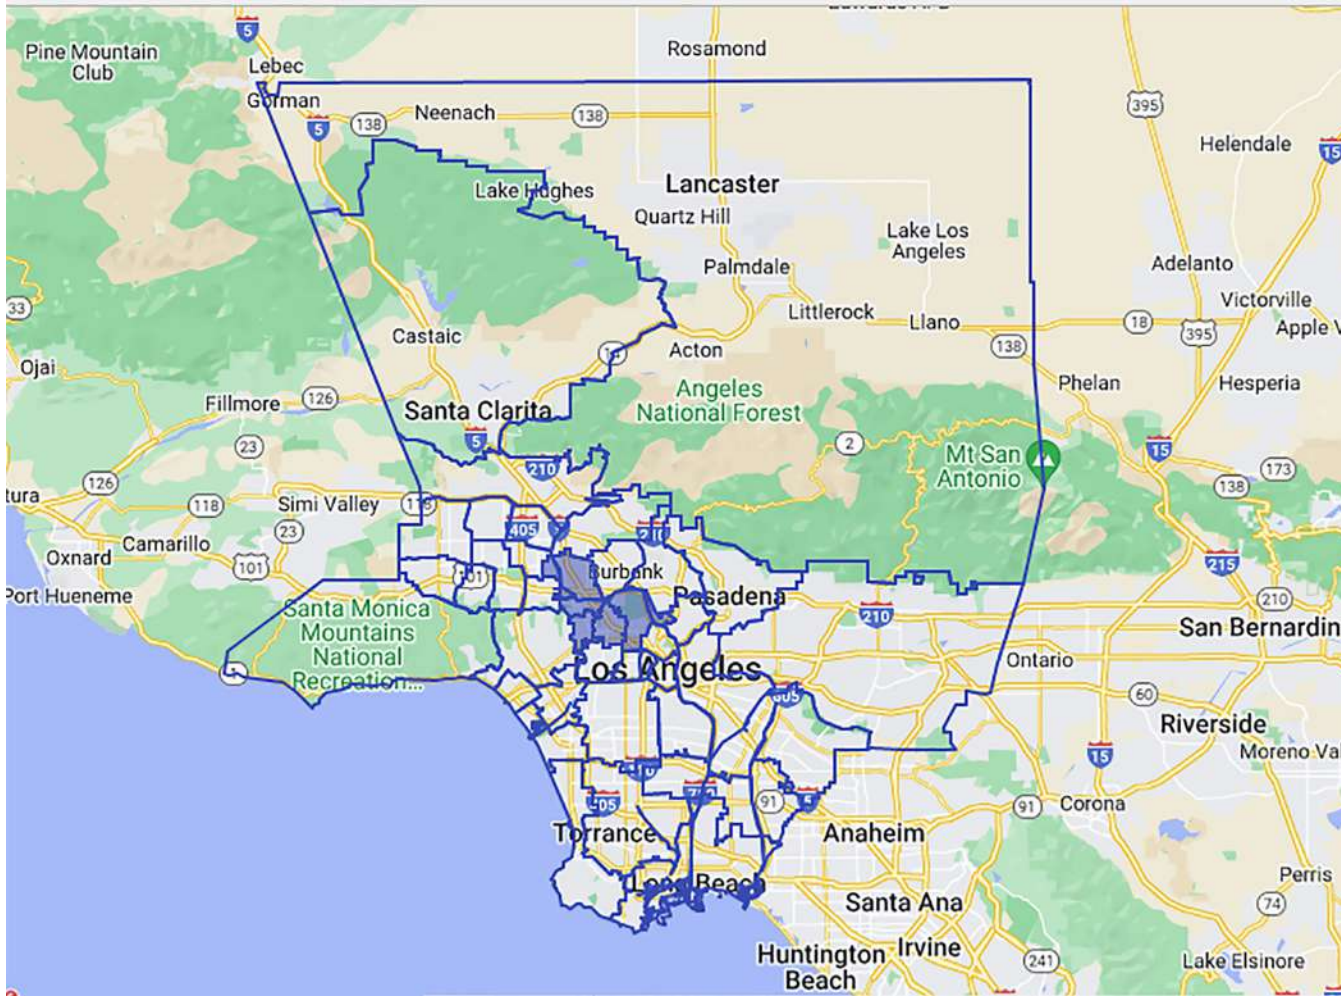 5
Pine Mountain
Club
Lebec
Rosamond
Gorman
5
138
Neenach
138
395
Helendale
15
Lake Hughes
Lancaster
Quartz Hill
Lake Los
Angeles
Palmdale
Adelanto
33
Littlerock
Llano
18
Victorville
395
Apple V
Castaic
138
Acton
Ojai
Phelan
Hesperia
Angeles
National Forest
Fillmore
126
Santa Clarita
5
23
2
Mt San
Antonio
15
173
210
126
138
tura
118
Simi Valley
118
23
405
210
Oxnard
Camarillo
101
101
Burbank
215
Port Hueneme
Santa Monica
Mountains
National
Recreation...
Pasadena
210
210
San Bernardin
1
Los Angeles
Ontario
605
60
Riverside
15
Moreno Va
405
91
5
91
Corona
Torrance
Anaheim
Long Beach
Perris
Santa Ana
74
Huntington
Beach
Irvine
241
Lake Elsinore